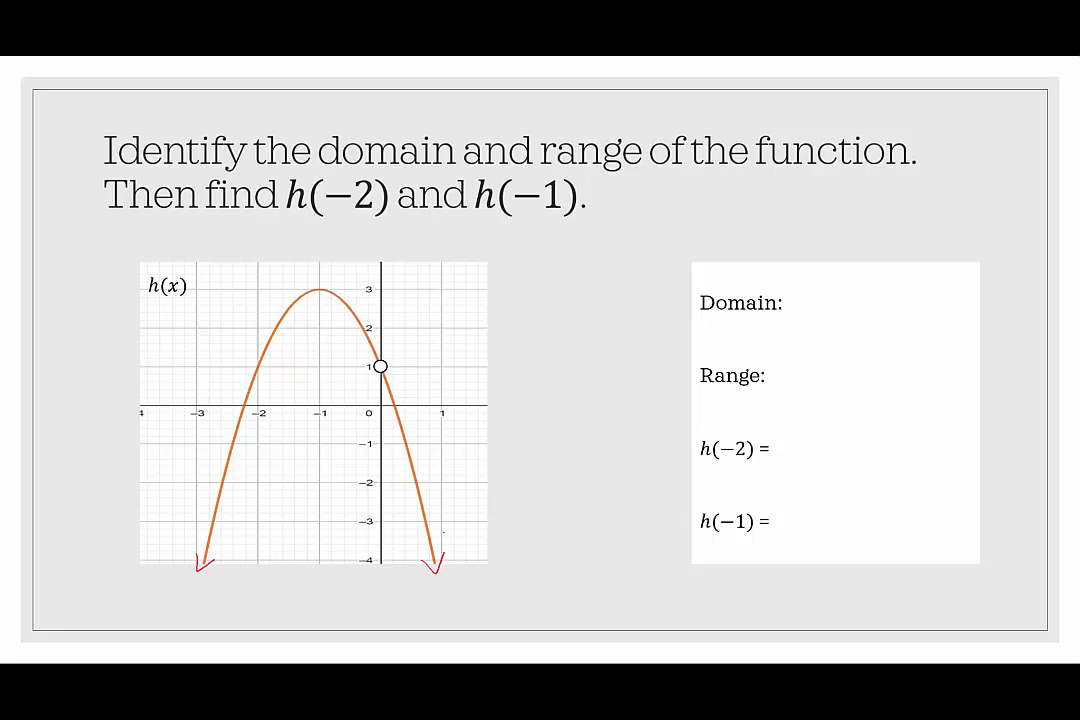 Identify the domain and range of the function.
Then find h(−2) and h(−1).
h(x)
3
2
1
4 −3 −2 −1 0 1
−1
−2
−3
−4
Domain:
Range:
h(−2) =
h(−1) =